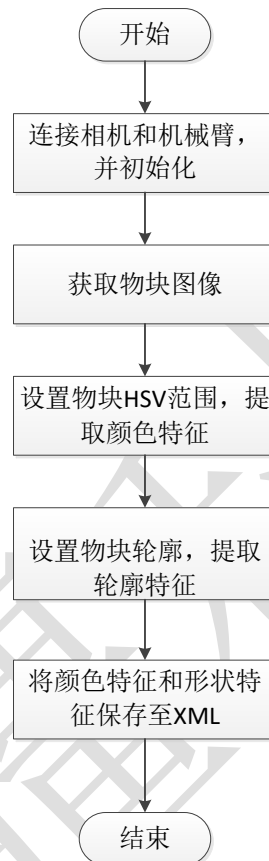 开始
连接相机和机械臂，
并初始化
获取物块图像
设置物块HSV范围，提
取颜色特征
设置物块轮廓，提取
轮廓特征
将颜色特征和形状特
征保存至XML
结束